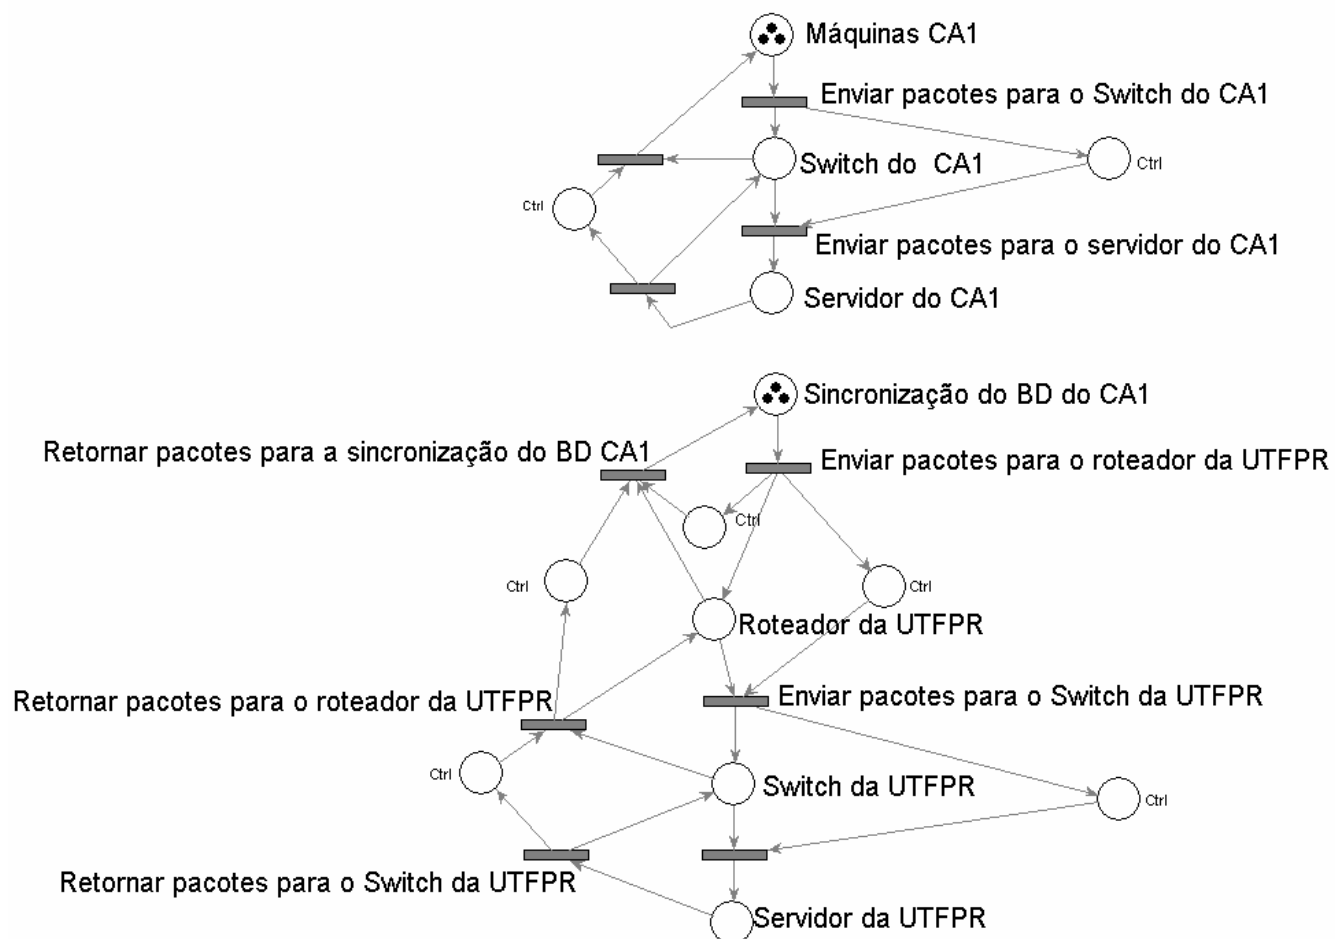 Máquinas CA1
Enviar pacotes para o Switch do CA1
Switch do CA1
Ctrl
Ctrl
Enviar pacotes para o servidor do CA1
Servidor do CA1
Sincronização do BD do CA1
Retornar pacotes para a sincronização do BD CA1
Enviar pacotes para o roteador da UTFPR
Ctrl
Ctrl
Ctrl
Roteador da UTFPR
Retornar pacotes para o roteador da UTFPR
Enviar pacotes para o Switch da UTFPR
Ctrl
Switch da UTFPR
Ctrl
Retornar pacotes para o Switch da UTFPR
Servidor da UTFPR